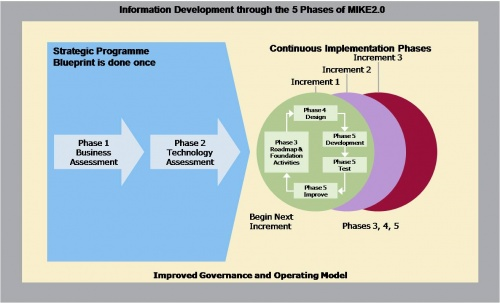 Information Development through the 5 Phases of MIKE2.0
Strategic Programme
Blueprint is done once
Phase 1
Business
Assessment
Phase 2
Technology
Assessment
Continuous Implementation Phases
Increment 3
Increment 2
Increment 1
Phase 4
Design
Phase 3
Roadmap &
Foundation
Activities
Phase 5
Development
Phase 5
Test
Phase 5
Improve
Begin Next
Increment
Phases 3, 4, 5
Improved Governance and Operating Model